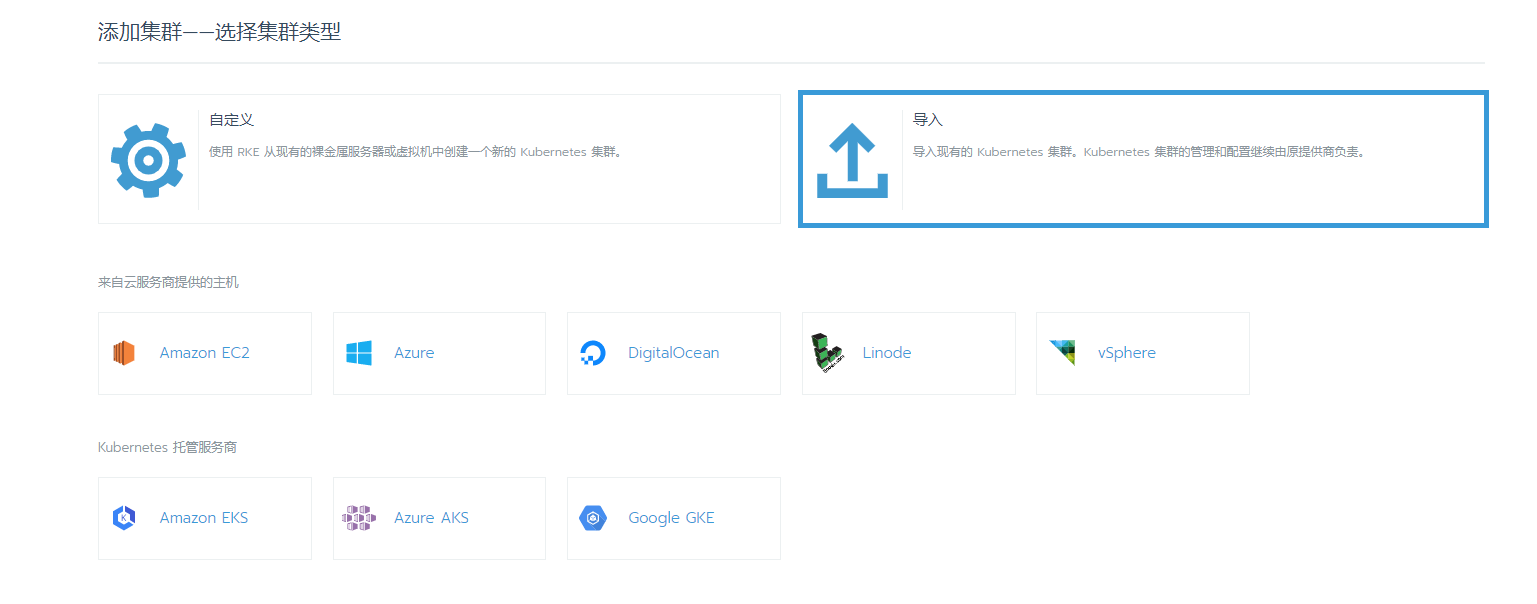 添加集群——选择集群类型
自定义
使用 RKE 从现有的裸金属服务器或虚拟机中创建一个新的 Kubernetes 集群。
导入
导入现有的 Kubernetes 集群。Kubernetes 集群的管理和配置继续由原提供商负责。
来自云服务商提供的主机
Amazon EC2
Azure
DigitalOcean
Linode
vSphere
Kubernetes 托管服务商
Amazon EKS
Azure AKS
Google GKE